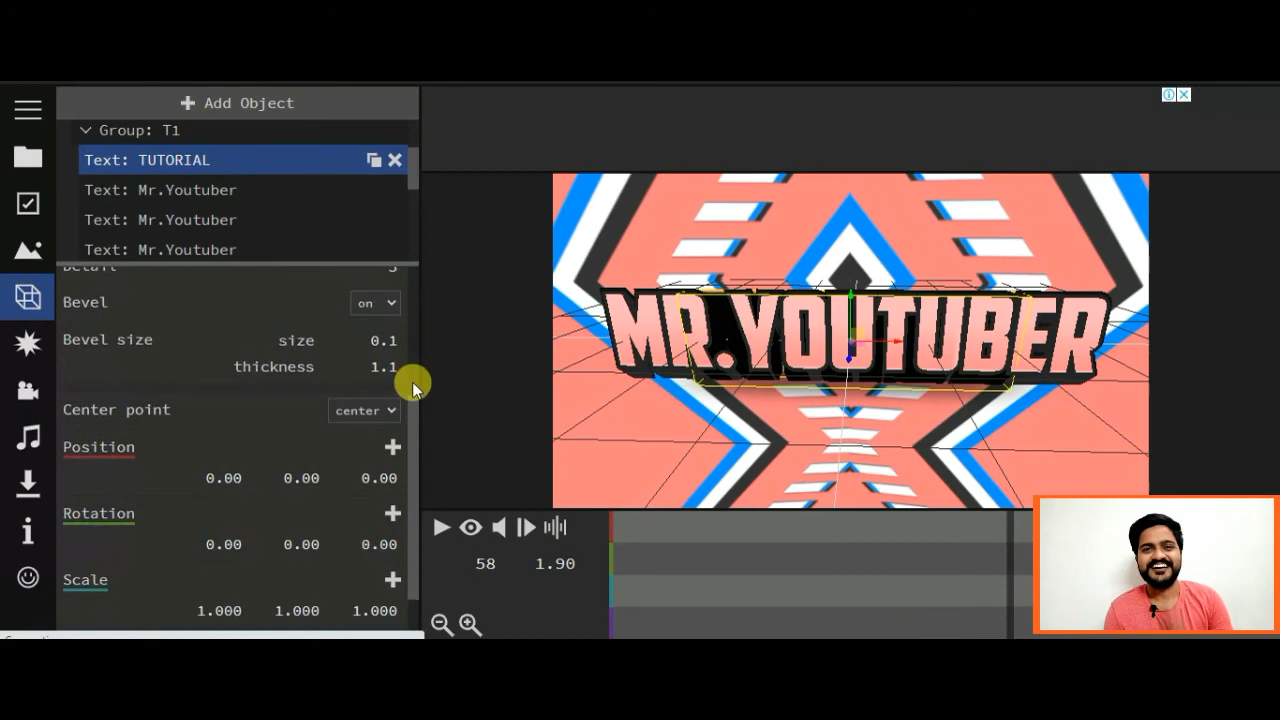 Add Object
Group: T1
Text: TUTORIAL
Text: Mr.Youtuber
Text: Mr.Youtuber
Text: Mr.Youtuber
Detail 3
Bevel on
Bevel size size 0.1
thickness 1.1
Center point center
Position
0.00 0.00 0.00
Rotation
0.00 0.00 0.00
Scale
1.000 1.000 1.000
MR.YOUTUBER
58 1.90